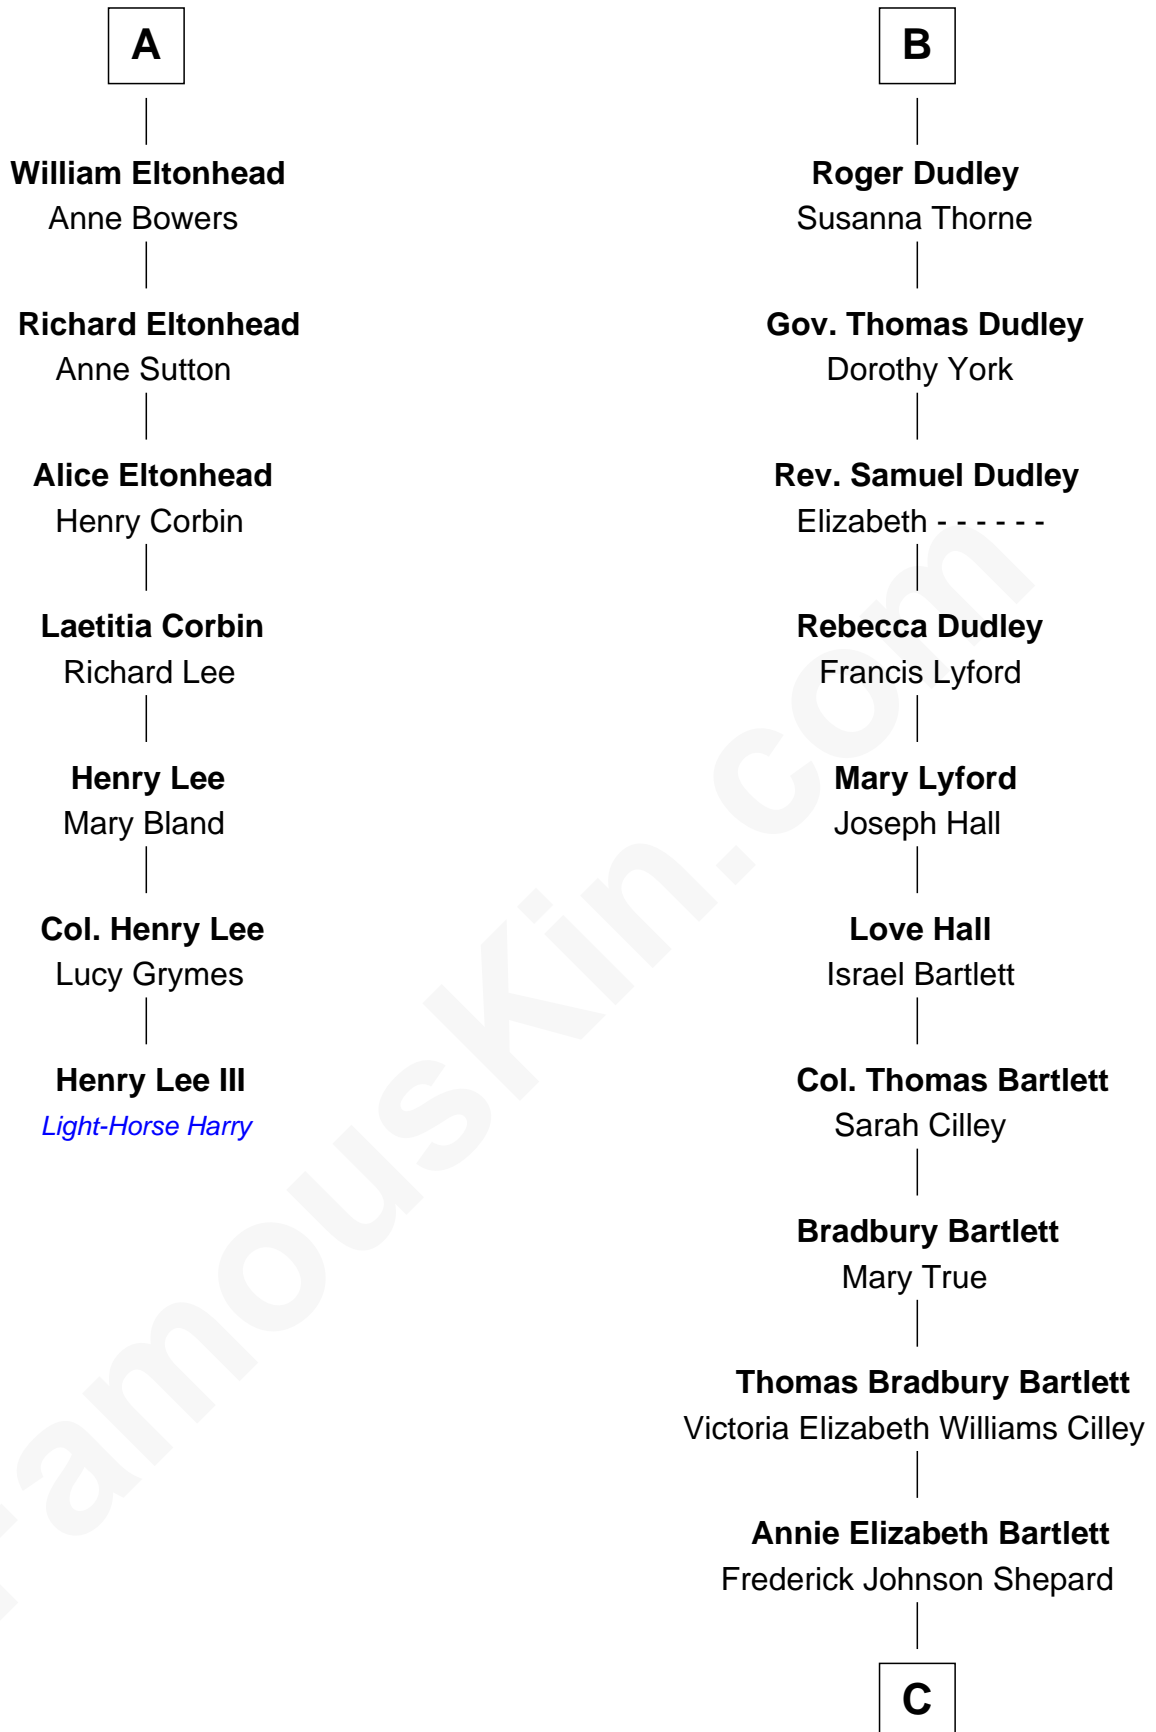 A
William Eltonhead
Anne Bowers
Richard Eltonhead
Anne Sutton
Alice Eltonhead
Henry Corbin
Laetitia Corbin
Richard Lee
Henry Lee
Mary Bland
Col. Henry Lee
Lucy Grymes
Henry Lee III
Light-Horse Harry
B
Roger Dudley
Susanna Thorne
Gov. Thomas Dudley
Dorothy York
Rev. Samuel Dudley
Elizabeth - - - - - -
Rebecca Dudley
Francis Lyford
Mary Lyford
Joseph Hall
Love Hall
Israel Bartlett
Col. Thomas Bartlett
Sarah Cilley
Bradbury Bartlett
Mary True
Thomas Bradbury Bartlett
Victoria Elizabeth Williams Cilley
Annie Elizabeth Bartlett
Frederick Johnson Shepard
C
FamousKin.com